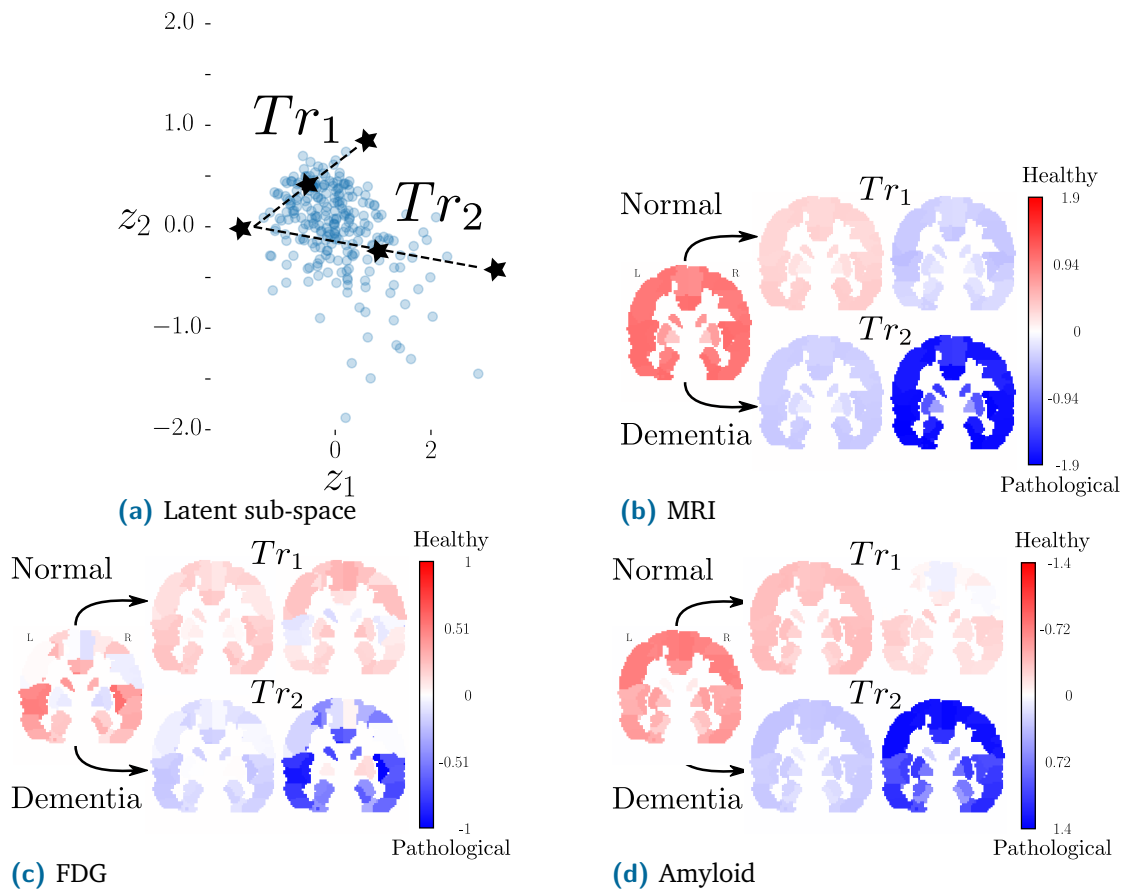 2.0
1.0
0.0
−1.0
−2.0
z2
0
2
z1
Tr1
Tr2
(a) Latent sub-space
Normal
Dementia
L
R
Tr1
Tr2
Healthy
1.9
0.94
0
-0.94
-1.9
Pathological
(b) MRI
Normal
Dementia
L
R
Tr1
Tr2
Healthy
1
0.51
0
-0.51
-1
Pathological
(c) FDG
Normal
Dementia
L
R
Tr1
Tr2
Healthy
-1.4
-0.72
0
0.72
1.4
Pathological
(d) Amyloid